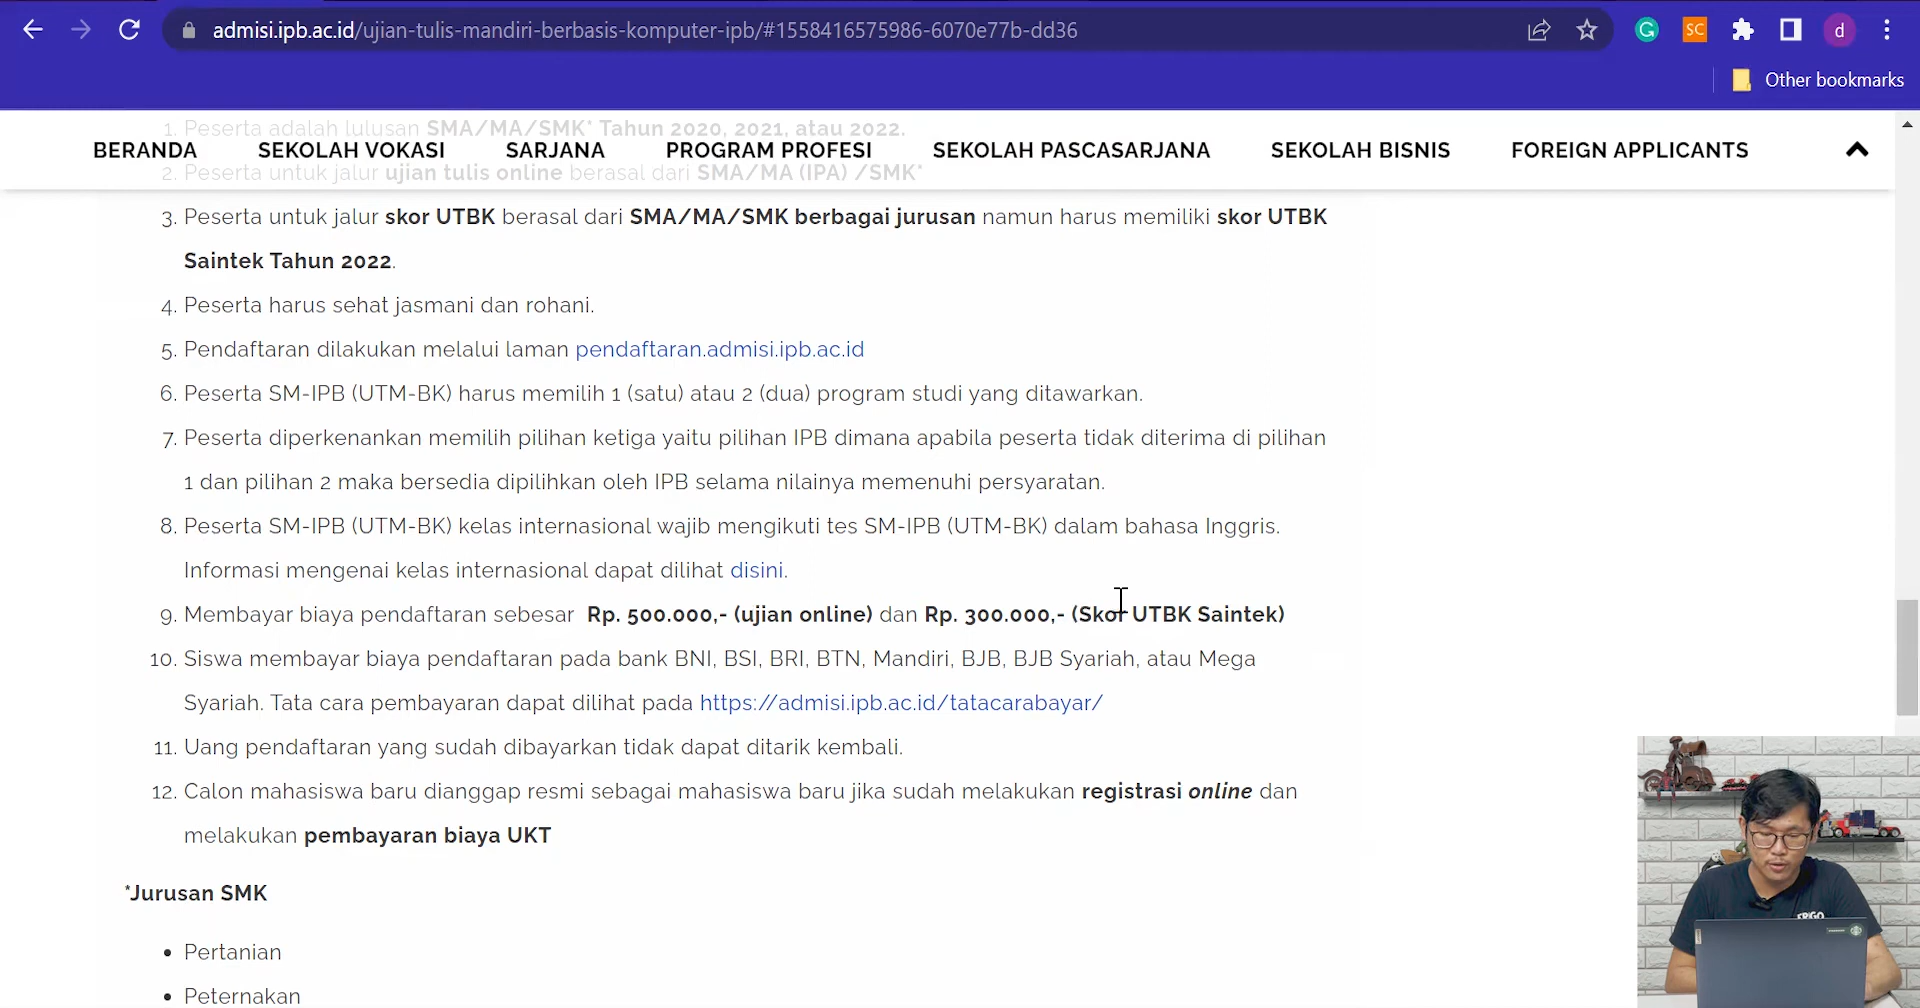 admisi.ipb.ac.id/ujian-tulis-mandiri-berbasis-komputer-ipb/#1558416575986-6070e77b-dd36
G
SC
d
Other bookmarks
1. Peserta adalah lulusan SMA/MA/SMK* Tahun 2020, 2021, atau 2022.
BERANDA SEKOLAH VOKASI SARJANA PROGRAM PROFESI SEKOLAH PASCASARJANA SEKOLAH BISNIS FOREIGN APPLICANTS
2. Peserta untuk jalur ujian tulis online berasal dari SMA/MA (IPA) /SMK*
3. Peserta untuk jalur skor UTBK berasal dari SMA/MA/SMK berbagai jurusan namun harus memiliki skor UTBK
Saintek Tahun 2022.
4. Peserta harus sehat jasmani dan rohani.
5. Pendaftaran dilakukan melalui laman pendaftaran.admisi.ipb.ac.id
6. Peserta SM-IPB (UTM-BK) harus memilih 1 (satu) atau 2 (dua) program studi yang ditawarkan.
7. Peserta diperkenankan memilih pilihan ketiga yaitu pilihan IPB dimana apabila peserta tidak diterima di pilihan
1 dan pilihan 2 maka bersedia dipilihkan oleh IPB selama nilainya memenuhi persyaratan.
8. Peserta SM-IPB (UTM-BK) kelas internasional wajib mengikuti tes SM-IPB (UTM-BK) dalam bahasa Inggris.
Informasi mengenai kelas internasional dapat dilihat disini.
9. Membayar biaya pendaftaran sebesar Rp. 500.000,- (ujian online) dan Rp. 300.000,- (Skor UTBK Saintek)
10. Siswa membayar biaya pendaftaran pada bank BNI, BSI, BRI, BTN, Mandiri, BJB, BJB Syariah, atau Mega
Syariah. Tata cara pembayaran dapat dilihat pada https://admisi.ipb.ac.id/tatacarabayar/
11. Uang pendaftaran yang sudah dibayarkan tidak dapat ditarik kembali.
12. Calon mahasiswa baru dianggap resmi sebagai mahasiswa baru jika sudah melakukan registrasi online dan
melakukan pembayaran biaya UKT
*Jurusan SMK
• Pertanian
• Peternakan